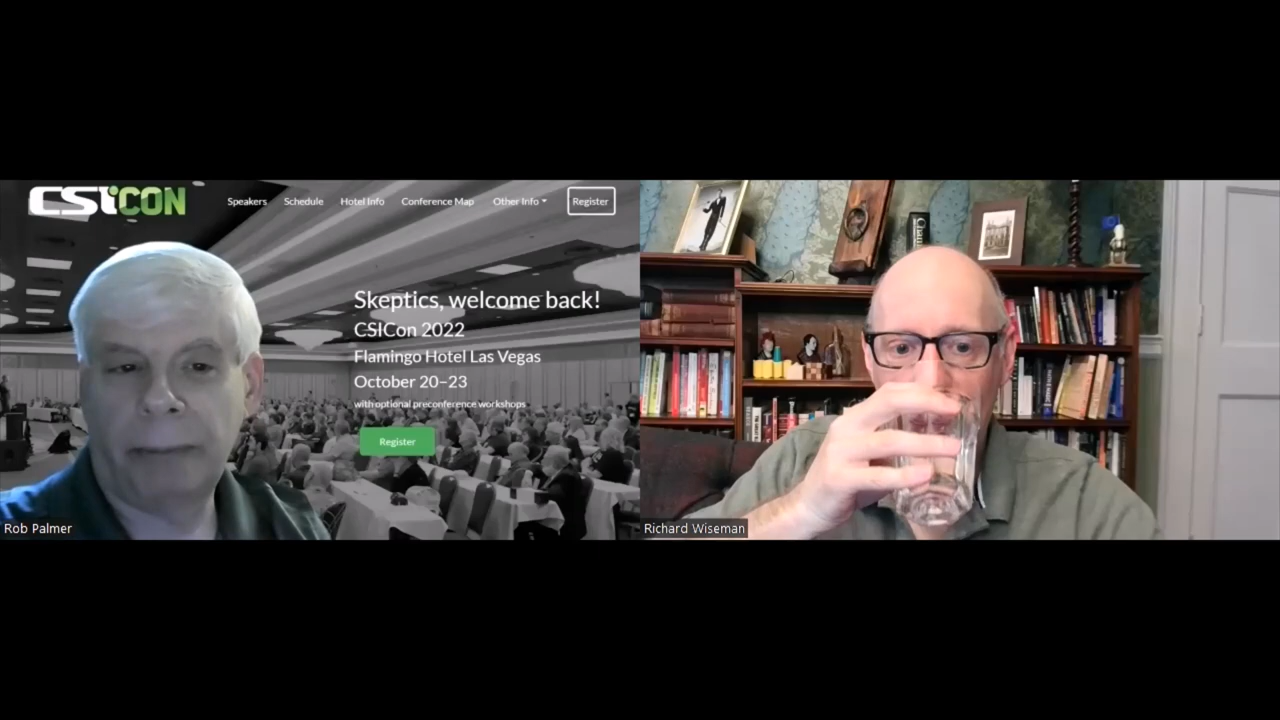 CSICON
Speakers Schedule Hotel Info Conference Map Other Info Register
Skeptics, welcome back!
CSICon 2022
Flamingo Hotel Las Vegas
October 20–23
with optional preconference workshops
Register
Rob Palmer
Richard Wiseman